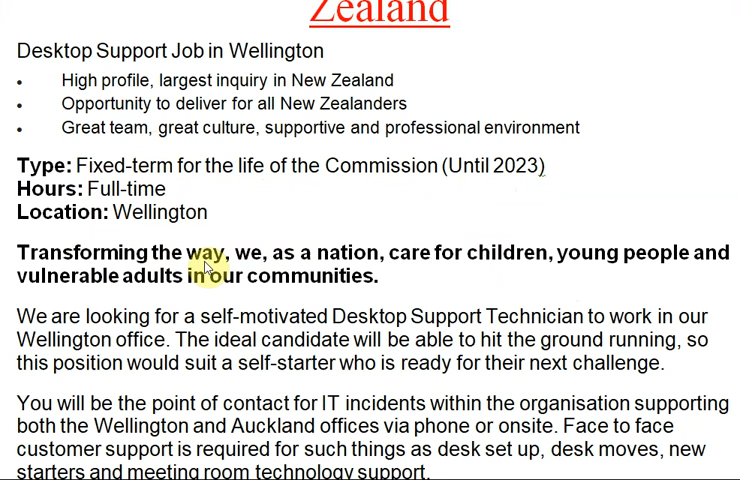 Zealand
Desktop Support Job in Wellington
• High profile, largest inquiry in New Zealand
• Opportunity to deliver for all New Zealanders
• Great team, great culture, supportive and professional environment
Type: Fixed-term for the life of the Commission (Until 2023)
Hours: Full-time
Location: Wellington
Transforming the way, we, as a nation, care for children, young people and
vulnerable adults in our communities.
We are looking for a self-motivated Desktop Support Technician to work in our
Wellington office. The ideal candidate will be able to hit the ground running, so
this position would suit a self-starter who is ready for their next challenge.
You will be the point of contact for IT incidents within the organisation supporting
both the Wellington and Auckland offices via phone or onsite. Face to face
customer support is required for such things as desk set up, desk moves, new
starters and meeting room technology support.